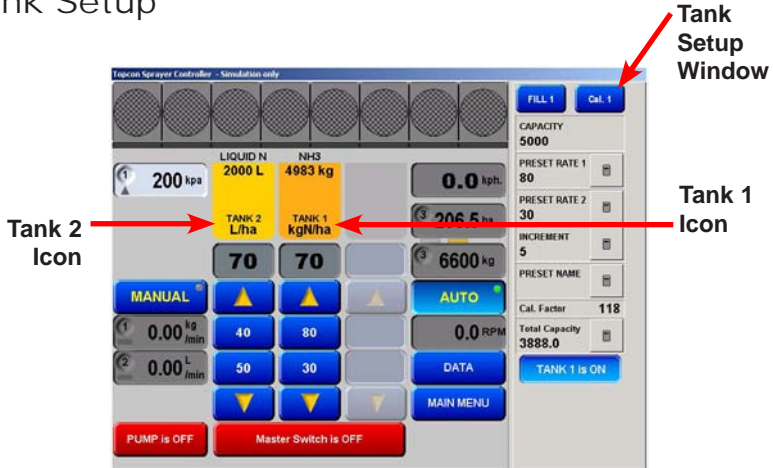 nk Setup
Tank
Setup
Window
Topcon Sprayer Controller - Simulation only
FILL 1
Cal. 1
CAPACITY
5000
LIQUID N
NH3
1
200 kpa
2000 L
4983 kg
0.0 kph.
PRESET RATE 1
80
TANK 2
L/ha
TANK 1
kgN/ha
3
206.5 ha
PRESET RATE 2
30
Tank 1
Icon
Tank 2
Icon
70
70
3
6600 kg
INCREMENT
5
PRESET NAME
MANUAL
AUTO
Cal. Factor 118
1
0.00 kg/min
40
80
0.0 RPM
Total Capacity
3888.0
2
0.00 L/min
50
30
DATA
TANK 1 is ON
MAIN MENU
PUMP is OFF
Master Switch is OFF